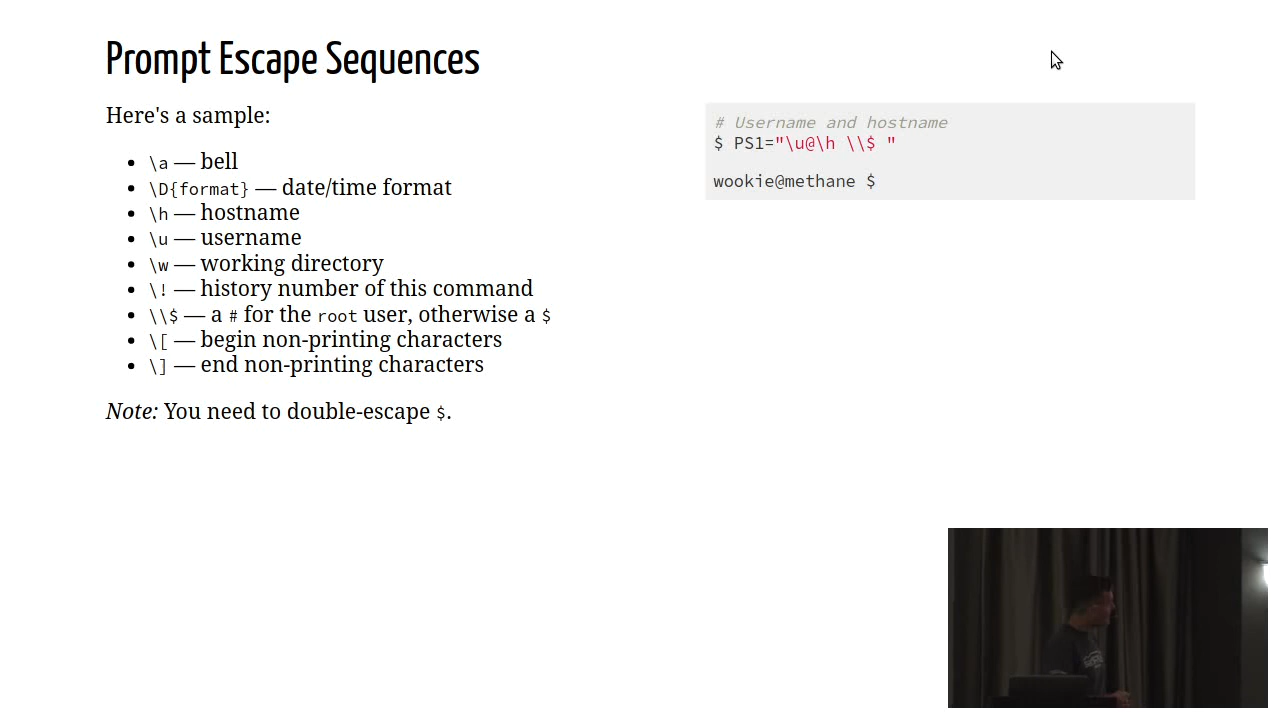 Prompt Escape Sequences
Here's a sample:
\a — bell
\D{format} — date/time format
\h — hostname
\u — username
\w — working directory
\! — history number of this command
\\$ — a # for the root user, otherwise a $
\[ — begin non-printing characters
\] — end non-printing characters
Note: You need to double-escape $.
# Username and hostname
$ PS1="\u@\h \\$ "
wookie@methane $